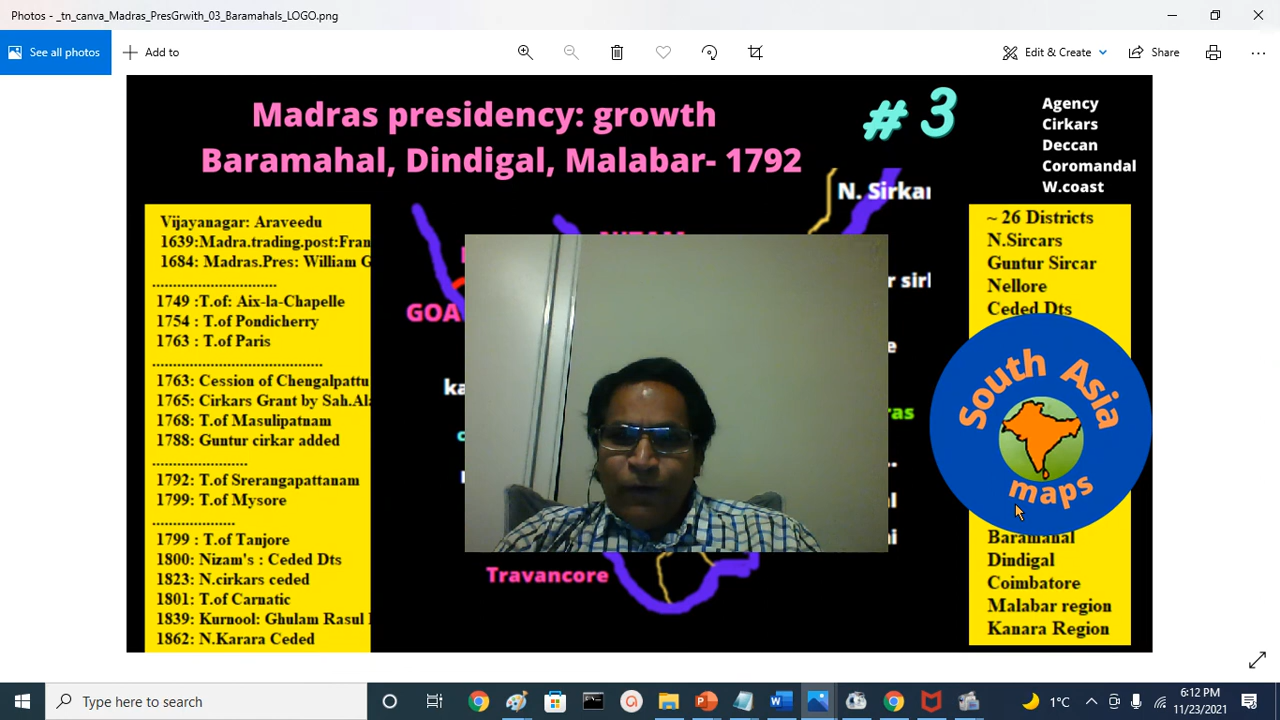 Photos - _tn_canva_Madras_PresGrwith_03_Baramahals_LOGO.png
See all photos
Add to
Edit & Create
Share
Madras presidency: growth
Baramahal, Dindigal, Malabar- 1792
# 3
Agency
Cirkars
Deccan
Coromandal
W.coast
Vijayanagar: Araveedu
1639:Madra.trading.post:Fran
1684: Madras.Pres: William G
1749 :T.of: Aix-la-Chapelle
1754 : T.of Pondicherry
1763 : T.of Paris
1763: Cession of Chengalpattu
1765: Cirkars Grant by Sah.Ala
1768: T.of Masulipatnam
1788: Guntur cirkar added
1792: T.of Srerangapattanam
1799: T.of Mysore
1799 : T.of Tanjore
1800: Nizam's : Ceded Dts
1823: N.cirkars ceded
1801: T.of Carnatic
1839: Kurnool: Ghulam Rasul
1862: N.Karara Ceded
N. Sirkar
GOA
Travancore
~ 26 Districts
N.Sircars
Guntur Sircar
Nellore
Ceded Dts
South Asia
maps
Baramahal
Dindigal
Coimbatore
Malabar region
Kanara Region
Type here to search
1°C
6:12 PM
11/23/2021